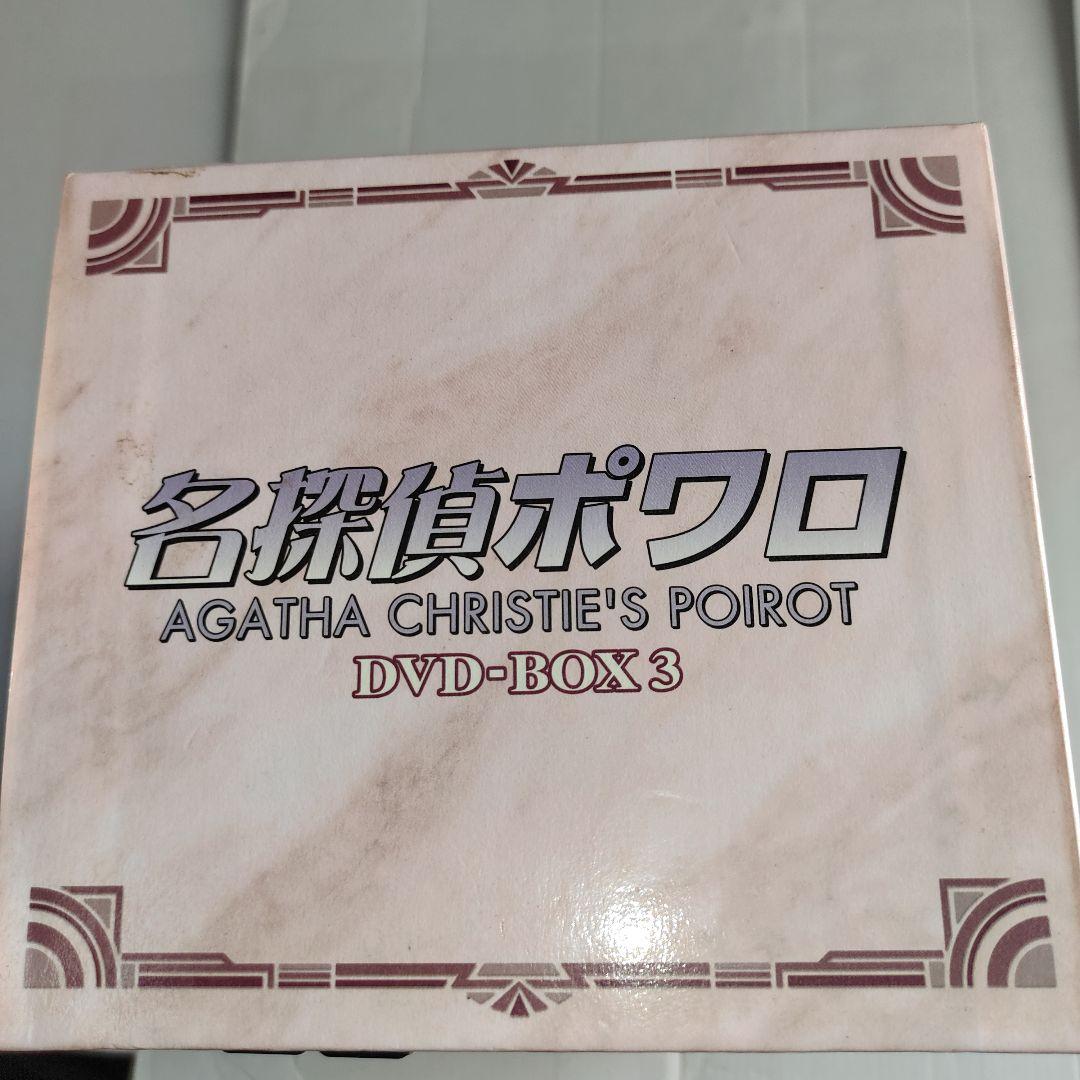 名探偵ポワロ
AGATHA CHRISTIE'S POIROT
DVD-BOX 3